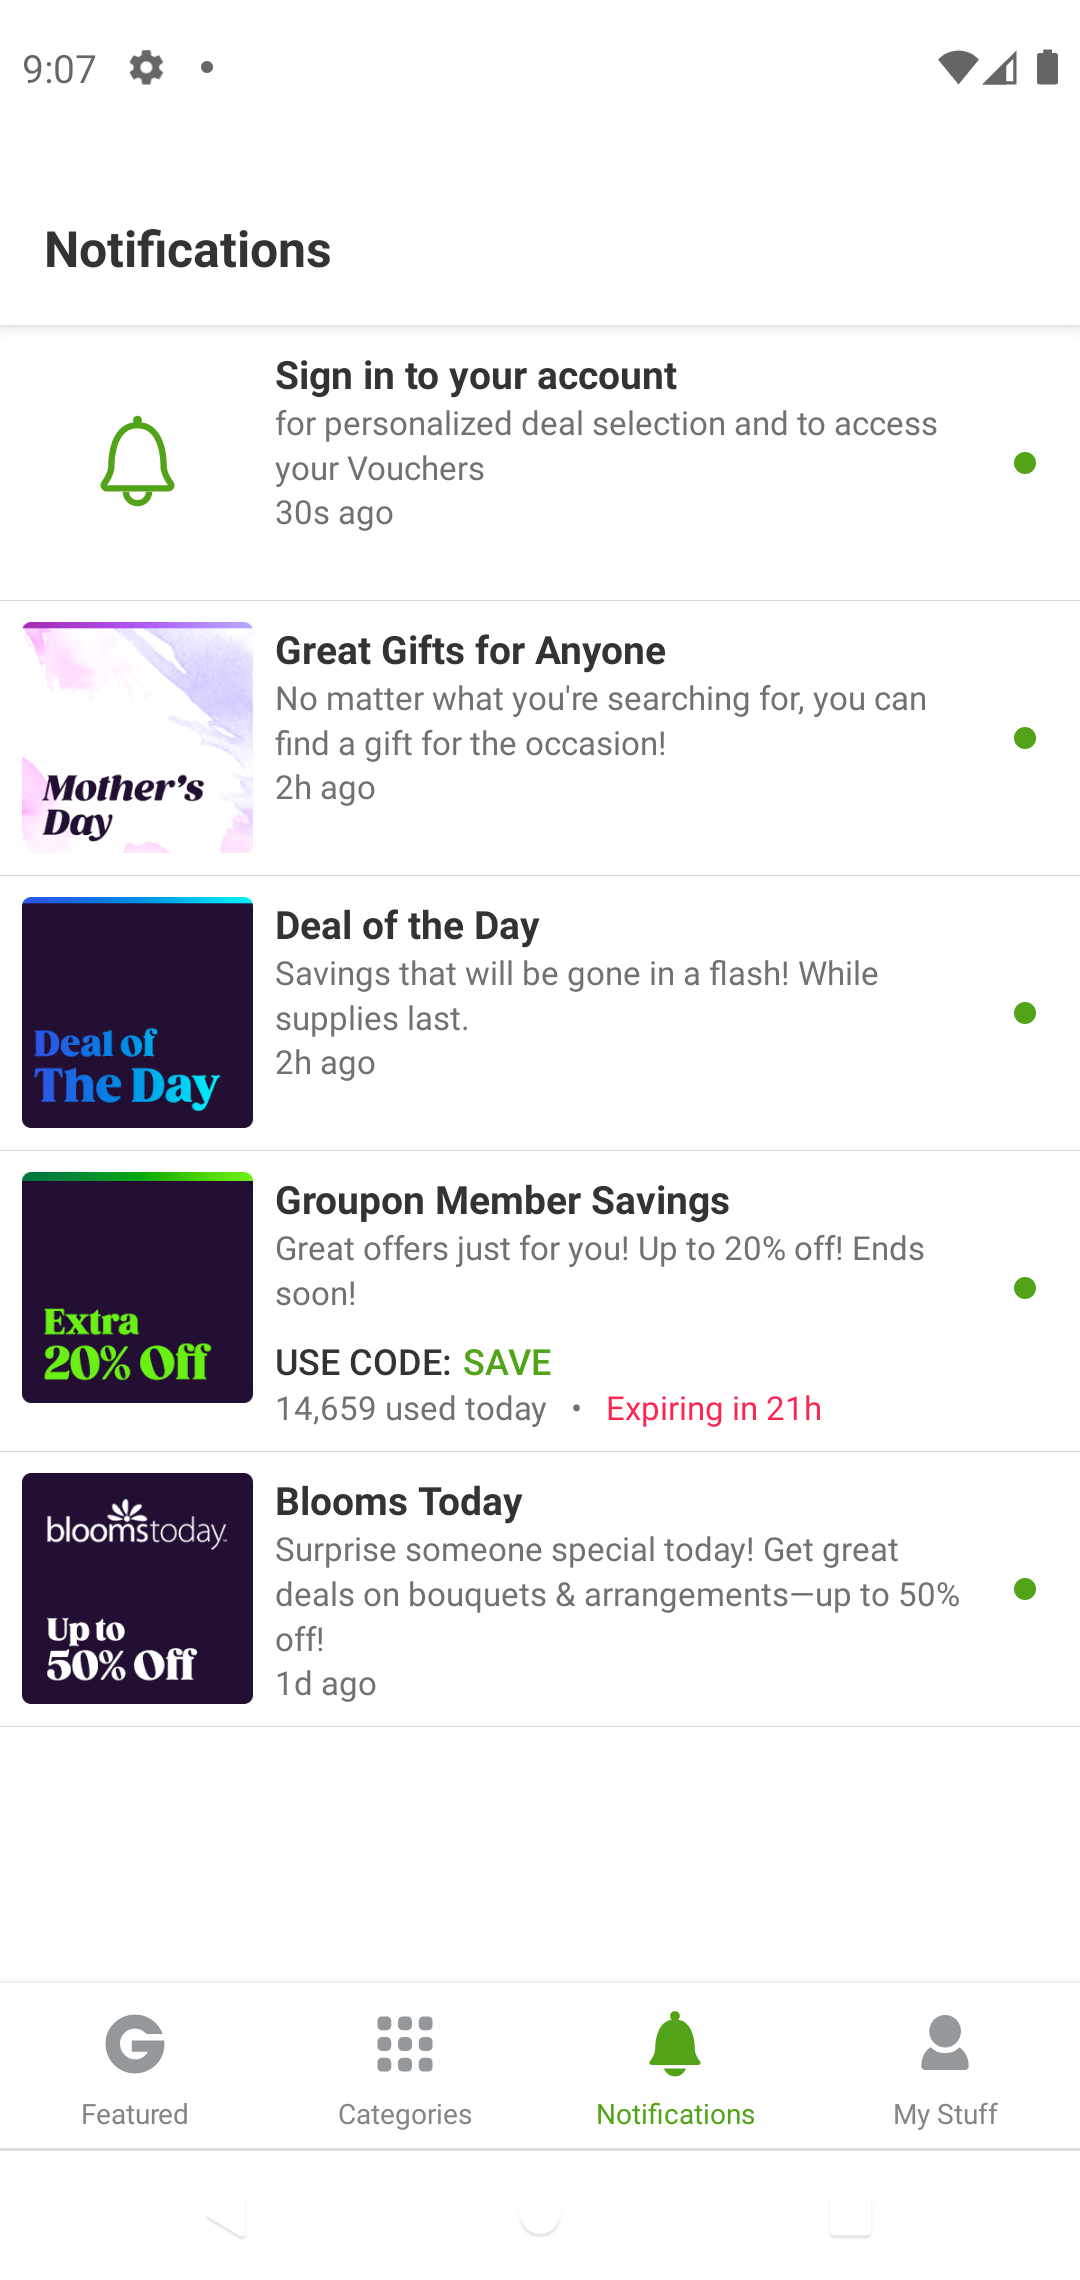 9:07
Notifications
Sign in to your account
for personalized deal selection and to access
your Vouchers
30s ago
Mother's
Day
Great Gifts for Anyone
No matter what you're searching for, you can
find a gift for the occasion!
2h ago
Deal of
The Day
Deal of the Day
Savings that will be gone in a flash! While
supplies last.
2h ago
Extra
20% Off
Groupon Member Savings
Great offers just for you! Up to 20% off! Ends
soon!
USE CODE: SAVE
14,659 used today • Expiring in 21h
bloomstoday
Up to
50% Off
Blooms Today
Surprise someone special today! Get great
deals on bouquets & arrangements—up to 50%
off!
1d ago
Featured
Categories
Notifications
My Stuff